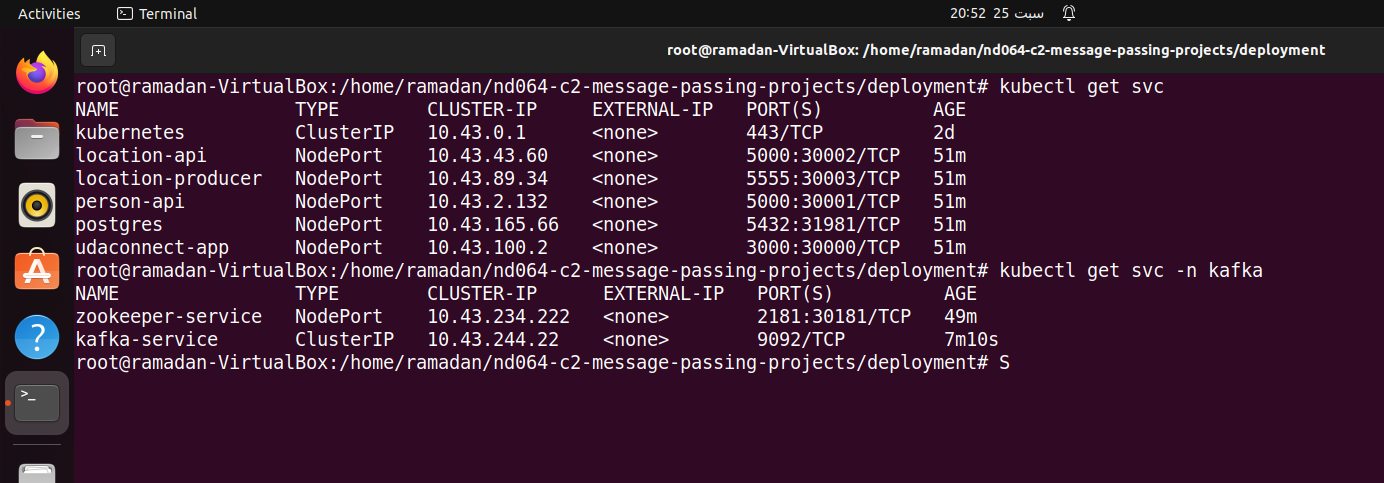 Activities
Terminal
20:52 25 سبت
root@ramadan-VirtualBox: /home/ramadan/nd064-c2-message-passing-projects/deployment
root@ramadan-VirtualBox:/home/ramadan/nd064-c2-message-passing-projects/deployment# kubectl get svc
NAME TYPE CLUSTER-IP EXTERNAL-IP PORT(S) AGE
kubernetes ClusterIP 10.43.0.1 <none> 443/TCP 2d
location-api NodePort 10.43.43.60 <none> 5000:30002/TCP 51m
location-producer NodePort 10.43.89.34 <none> 5555:30003/TCP 51m
person-api NodePort 10.43.2.132 <none> 5000:30001/TCP 51m
postgres NodePort 10.43.165.66 <none> 5432:31981/TCP 51m
udaconnect-app NodePort 10.43.100.2 <none> 3000:30000/TCP 51m
root@ramadan-VirtualBox:/home/ramadan/nd064-c2-message-passing-projects/deployment# kubectl get svc -n kafka
NAME TYPE CLUSTER-IP EXTERNAL-IP PORT(S) AGE
zookeeper-service NodePort 10.43.234.222 <none> 2181:30181/TCP 49m
kafka-service ClusterIP 10.43.244.22 <none> 9092/TCP 7m10s
root@ramadan-VirtualBox:/home/ramadan/nd064-c2-message-passing-projects/deployment# S